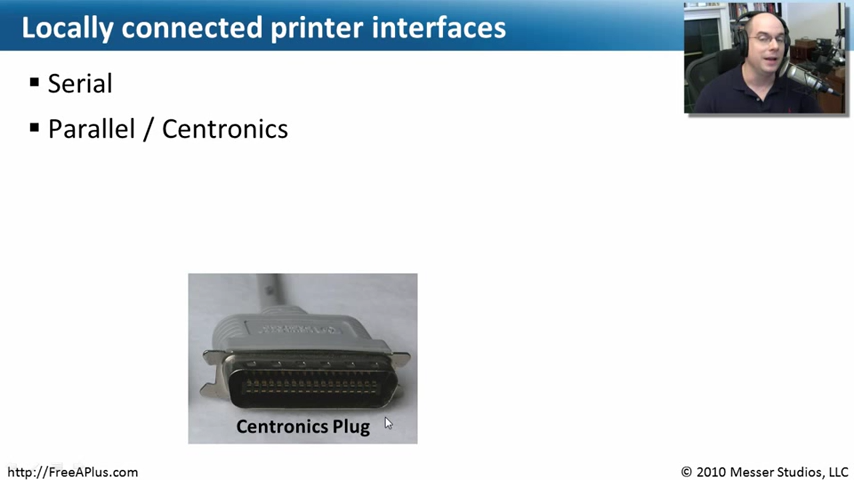 Locally connected printer interfaces
▪ Serial
▪ Parallel / Centronics
Centronics Plug
http://FreeAPlus.com
© 2010 Messer Studios, LLC